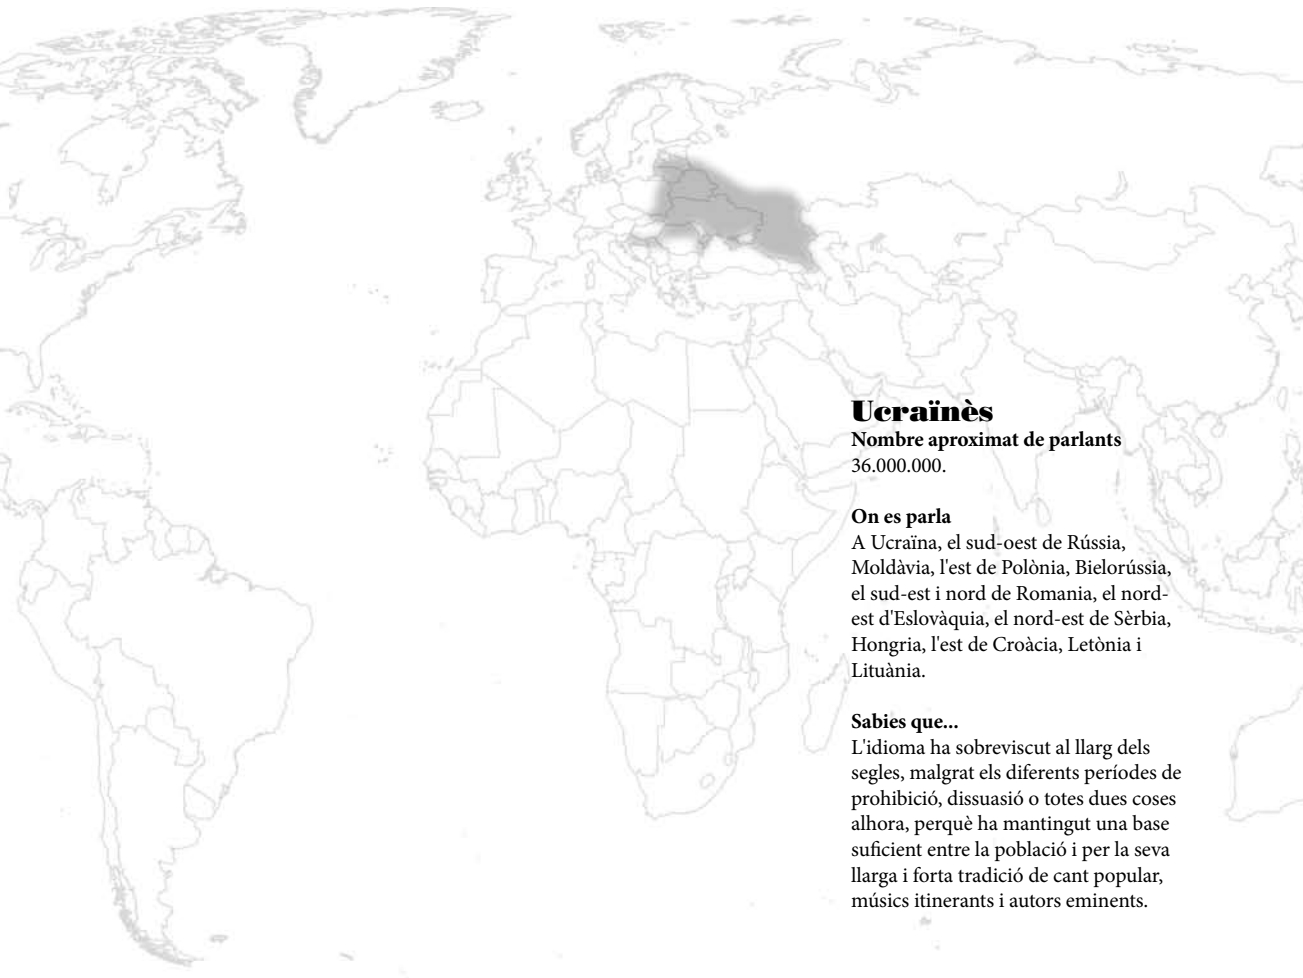 Ucraïnès
Nombre aproximat de parlants
36.000.000.
On es parla
A Ucraïna, el sud-oest de Rússia,
Moldàvia, l'est de Polònia, Bielorússia,
el sud-est i nord de Romania, el nord-
est d'Eslovàquia, el nord-est de Sèrbia,
Hongria, l'est de Croàcia, Letònia i
Lituània.
Sabies que...
L'idioma ha sobreviscut al llarg dels
segles, malgrat els diferents períodes de
prohibició, dissuasió o totes dues coses
alhora, perquè ha mantingut una base
suficient entre la població i per la seva
llarga i forta tradició de cant popular,
músics itinerants i autors eminents.